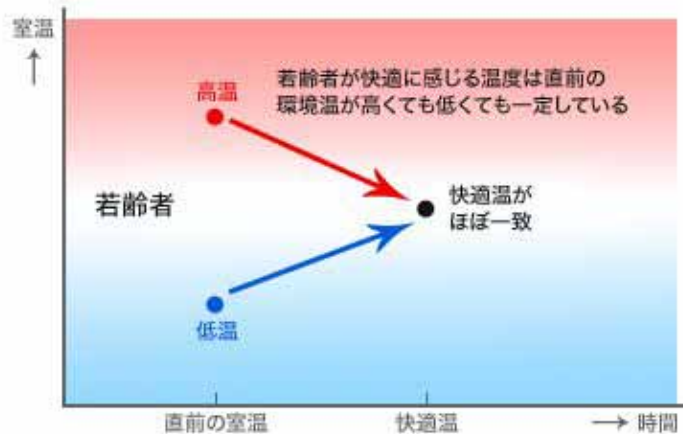 室温
↑
高温
若齢者が快適に感じる温度は直前の
環境温が高くても低くても一定している
若齢者
快適温が
ほぼ一致
低温
直前の室温
快適温
→ 時間